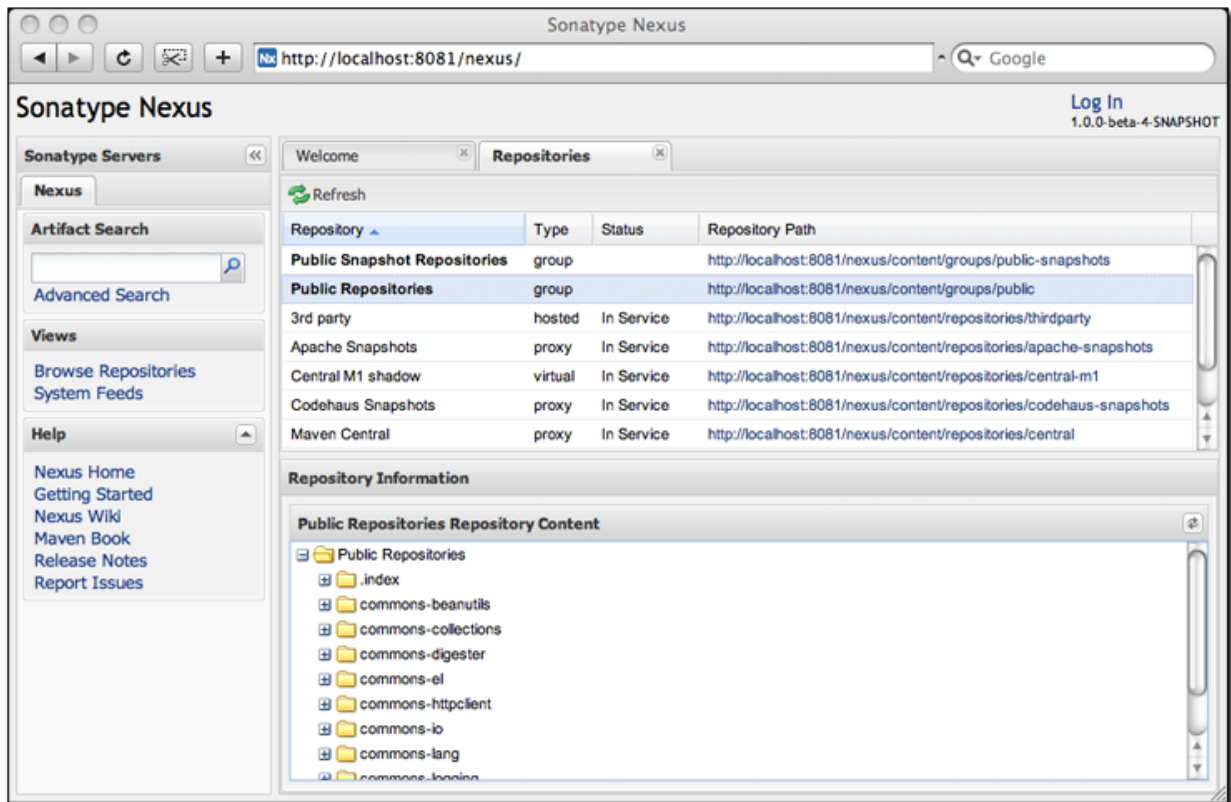 Sonatype Nexus
http://localhost:8081/nexus/
Google
Sonatype Nexus
Log In
1.0.0-beta-4-SNAPSHOT
Sonatype Servers
Nexus
Artifact Search
Advanced Search
Views
Browse Repositories
System Feeds
Help
Nexus Home
Getting Started
Nexus Wiki
Maven Book
Release Notes
Report Issues
Welcome Repositories
Refresh
Repository Type Status Repository Path
Public Snapshot Repositories group http://localhost:8081/nexus/content/groups/public-snapshots
Public Repositories group http://localhost:8081/nexus/content/groups/public
3rd party hosted In Service http://localhost:8081/nexus/content/repositories/thirdparty
Apache Snapshots proxy In Service http://localhost:8081/nexus/content/repositories/apache-snapshots
Central M1 shadow virtual In Service http://localhost:8081/nexus/content/repositories/central-m1
Codehaus Snapshots proxy In Service http://localhost:8081/nexus/content/repositories/codehaus-snapshots
Maven Central proxy In Service http://localhost:8081/nexus/content/repositories/central
Repository Information
Public Repositories Repository Content
Public Repositories
.index
commons-beanutils
commons-collections
commons-digester
commons-el
commons-httpclient
commons-io
commons-lang
commons-logging